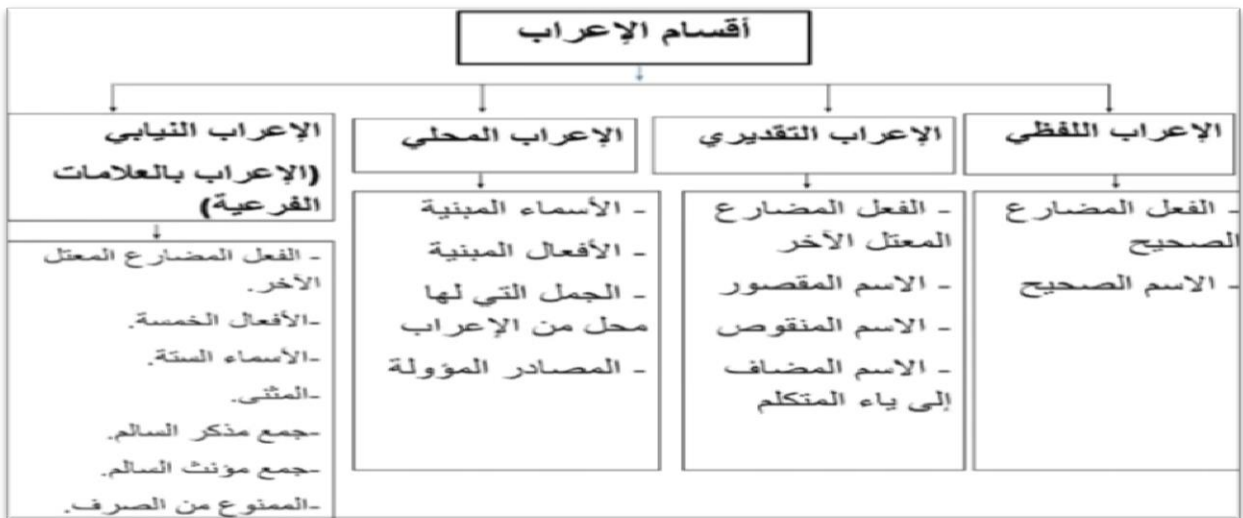 أقسام الإعراب
الإعراب اللفظي
- الفعل المضارع
الصحيح
- الاسم الصحيح
الإعراب التقديري
- الفعل المضارع
المعتل الآخر
- الاسم المقصور
- الاسم المنقوص
- الاسم المضاف
إلى ياء المتكلم
الإعراب المحلي
- الأسماء المبنية
- الأفعال المبنية
- الجمل التي لها
محل من الإعراب
- المصادر المؤولة
الإعراب النيابي
(الإعراب بالعلامات
الفرعية)
- الفعل المضارع المعتل
الآخر.
-الأفعال الخمسة.
-الأسماء الستة.
-المثنى.
-جمع مذكر السالم.
-جمع مؤنث السالم.
-الممنوع من الصرف.